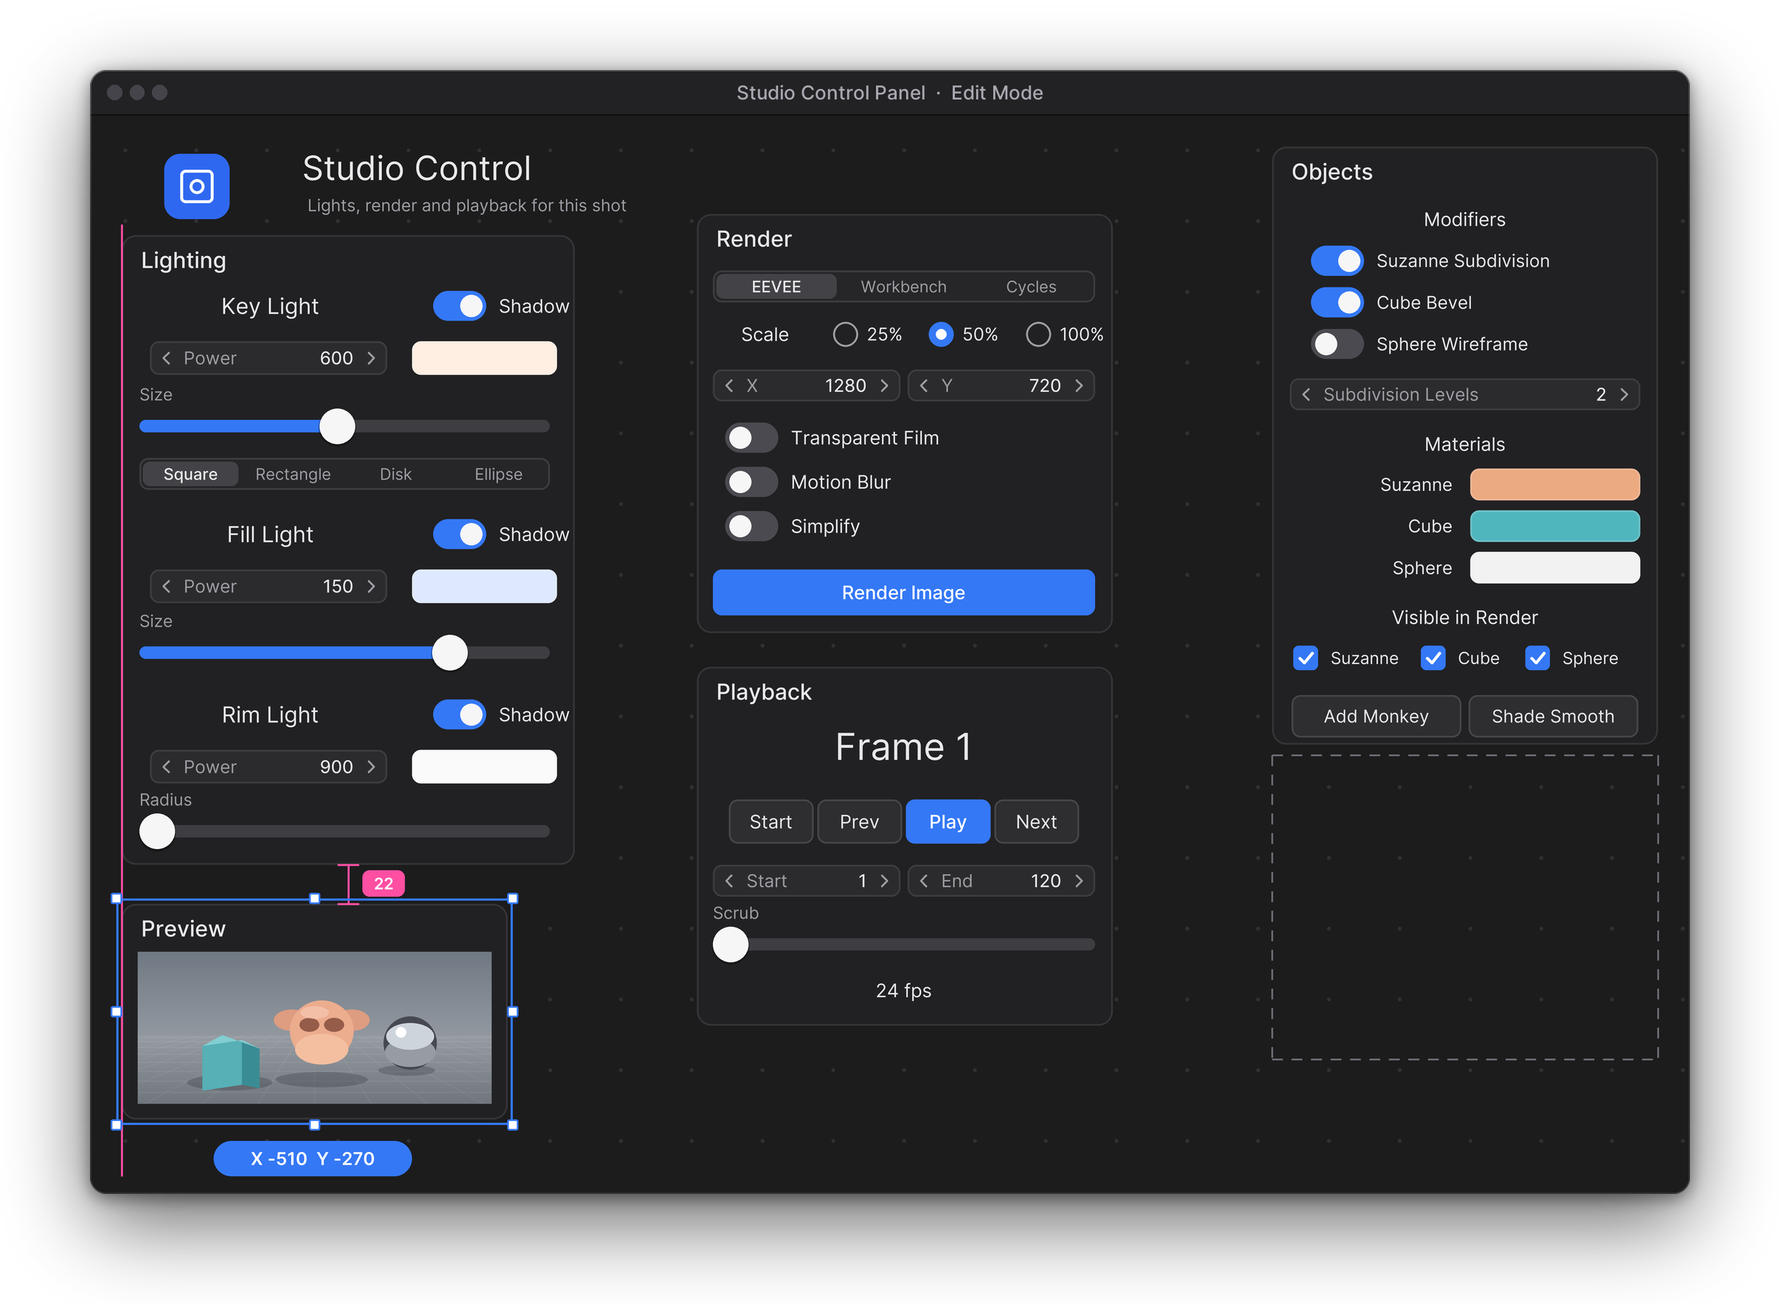 Studio Control Panel · Edit Mode
Studio Control
Lights, render and playback for this shot
Lighting
Key Light
Shadow
Power 600
Size
Square Rectangle Disk Ellipse
Fill Light
Shadow
Power 150
Size
Rim Light
Shadow
Power 900
Radius
22
Preview
X -510 Y -270
Render
EEVEE Workbench Cycles
Scale 25% 50% 100%
X 1280 Y 720
Transparent Film
Motion Blur
Simplify
Render Image
Playback
Frame 1
Start Prev Play Next
Start 1 End 120
Scrub
24 fps
Objects
Modifiers
Suzanne Subdivision
Cube Bevel
Sphere Wireframe
Subdivision Levels 2
Materials
Suzanne
Cube
Sphere
Visible in Render
Suzanne Cube Sphere
Add Monkey Shade Smooth